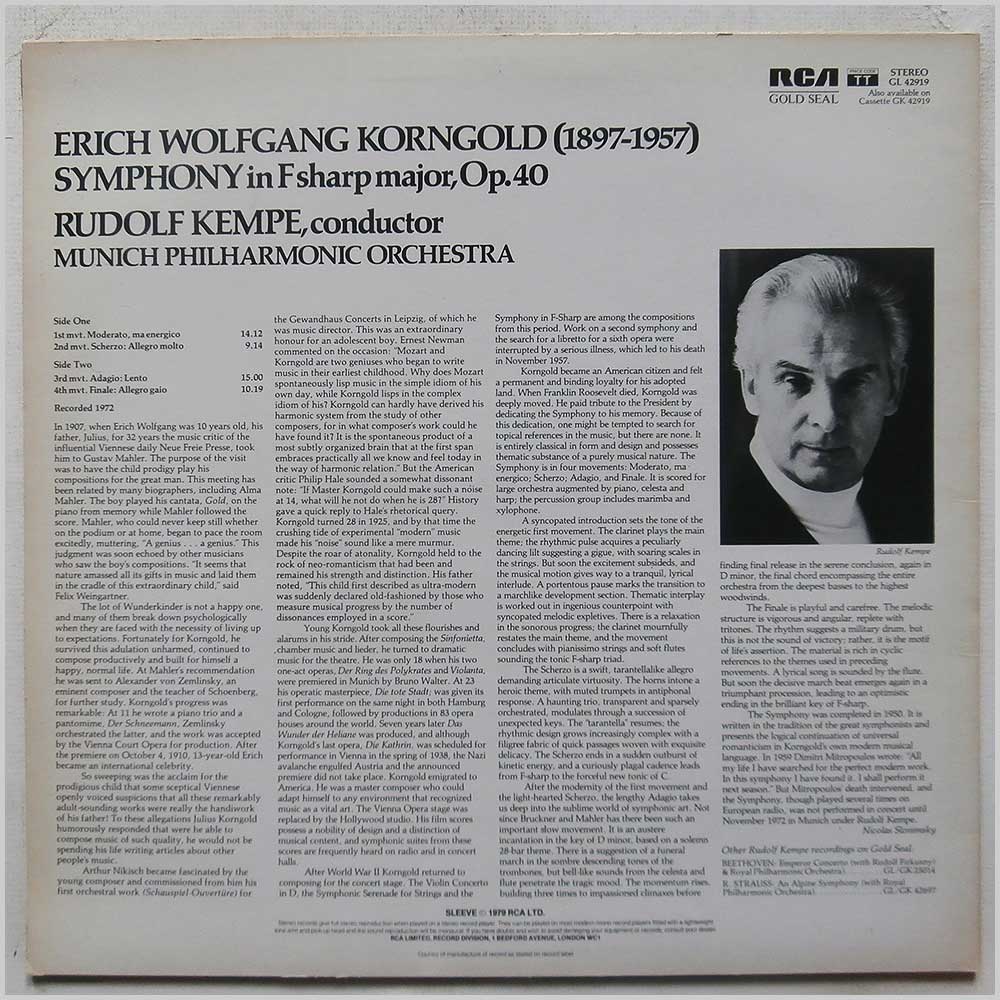 RCA
GOLD SEAL
PRICE CODE
TT
STEREO
GL 42919
Also available on
Cassette GK 42919
ERICH WOLFGANG KORNGOLD (1897-1957)
SYMPHONY in F sharp major, Op. 40
RUDOLF KEMPE, conductor
MUNICH PHILHARMONIC ORCHESTRA
Side One
1st mvt. Moderato, ma energico 14.12
2nd mvt. Scherzo: Allegro molto 9.14
Side Two
3rd mvt. Adagio: Lento 15.00
4th mvt. Finale: Allegro gaio 10.19
Recorded 1972
In 1907, when Erich Wolfgang was 10 years old, his
father, Julius, for 32 years the music critic of the
influential Viennese daily Neue Freie Presse, took
him to Gustav Mahler. The purpose of the visit
was to have the child prodigy play his
compositions for the great man. This meeting has
been related by many biographers, including Alma
Mahler. The boy played his cantata, Gold, on the
piano from memory while Mahler followed the
score. Mahler, who could never keep still whether
on the podium or at home, began to pace the room
excitedly, muttering, "A genius . . . a genius." This
judgment was soon echoed by other musicians
who saw the boy's compositions. "It seems that
nature amassed all its gifts in music and laid them
in the cradle of this extraordinary child," said
Felix Weingartner.
The lot of Wunderkinder is not a happy one,
and many of them break down psychologically
when they are faced with the necessity of living up
to expectations. Fortunately for Korngold, he
survived this adulation unharmed, continued to
compose productively and built for himself a
happy, normal life. At Mahler's recommendation
he was sent to Alexander von Zemlinsky, an
eminent composer and the teacher of Schoenberg,
for further study. Korngold's progress was
remarkable: At 11 he wrote a piano trio and a
pantomime, Der Schneemann, Zemlinsky
orchestrated the latter, and the work was accepted
by the Vienna Court Opera for production. After
the premiere on October 4, 1910, 13-year-old Erich
became an international celebrity.
So sweeping was the acclaim for the
prodigious child that some sceptical Viennese
openly voiced suspicions that all these remarkably
adult-sounding works were really the handiwork
of his father! To these allegations Julius Korngold
humorously responded that were he able to
compose music of such quality, he would not be
spending his life writing articles about other
people's music.
Arthur Nikisch became fascinated by the
young composer and commissioned from him his
first orchestral work (Schauspiel-Ouvertüre) for
the Gewandhaus Concerts in Leipzig, of which he
was music director. This was an extraordinary
honour for an adolescent boy. Ernest Newman
commented on the occasion: "Mozart and
Korngold are two geniuses who began to write
music in their earliest childhood. Why does Mozart
spontaneously lisp music in the simple idiom of his
own day, while Korngold lisps in the complex
idiom of his? Korngold can hardly have derived his
harmonic system from the study of other
composers, for in what composer's work could he
have found it? It is the spontaneous product of a
most subtly organized brain that at the first span
embraces practically all we know and feel today in
the way of harmonic relation." But the American
critic Philip Hale sounded a somewhat dissonant
note: "If Master Korngold could make such a noise
at 14, what will he not do when he is 28?" History
gave a quick reply to Hale's rhetorical query.
Korngold turned 28 in 1925, and by that time the
crushing tide of experimental "modern" music
made his "noise" sound like a mere murmur.
Despite the roar of atonality, Korngold held to the
rock of neo-romanticism that had been and
remained his strength and distinction. His father
noted, "This child first described as ultra-modern
was suddenly declared old-fashioned by those who
measure musical progress by the number of
dissonances employed in a score."
Young Korngold took all these flourishes and
alarums in his stride. After composing the Sinfonietta,
chamber music and lieder, he turned to dramatic
music for the theatre. He was only 18 when his two
one-act operas, Der Ring des Polykrates and Violanta,
were premiered in Munich by Bruno Walter. At 23
his operatic masterpiece, Die tote Stadt; was given its
first performance on the same night in both Hamburg
and Cologne, followed by productions in 83 opera
houses around the world. Seven years later Das
Wunder der Heliane was produced, and although
Korngold's last opera, Die Kathrin, was scheduled for
performance in Vienna in the spring of 1938, the Nazi
avalanche engulfed Austria and the announced
premiere did not take place. Korngold emigrated to
America. He was a master composer who could
adapt himself to any environment that recognized
music as a vital art. The Vienna Opera stage was
replaced by the Hollywood studio. His film scores
possess a nobility of design and a distinction of
musical content, and symphonic suites from these
scores are frequently heard on radio and in concert
halls.
After World War II Korngold returned to
composing for the concert stage. The Violin Concerto
in D, the Symphonic Serenade for Strings and the
Symphony in F-Sharp are among the compositions
from this period. Work on a second symphony and
the search for a libretto for a sixth opera were
interrupted by a serious illness, which led to his death
in November 1957.
Korngold became an American citizen and felt
a permanent and binding loyalty for his adopted
land. When Franklin Roosevelt died, Korngold was
deeply moved. He paid tribute to the President by
dedicating the Symphony to his memory. Because of
this dedication, one might be tempted to search for
topical references in the music, but there are none. It
is entirely classical in form and design and possesses
thematic substance of a purely musical nature. The
Symphony is in four movements: Moderato, ma
energico; Scherzo; Adagio, and Finale. It is scored for
large orchestra augmented by piano, celesta and
harp; the percussion group includes marimba and
xylophone.
A syncopated introduction sets the tone of the
energetic first movement. The clarinet plays the main
theme; the rhythmic pulse acquires a peculiarly
dancing lilt suggesting a gigue, with soaring scales in
the strings. But soon the excitement subsides, and
the musical motion gives way to a tranquil, lyrical
interlude. A portentous pause marks the transition to
a marchlike development section. Thematic interplay
is worked out in ingenious counterpoint with
syncopated melodic expletives. There is a relaxation
in the sonorous progress; the clarinet mournfully
restates the main theme, and the movement
concludes with pianissimo strings and soft flutes
sounding the tonic F-sharp triad.
The Scherzo is a swift, tarantellalike allegro
demanding articulate virtuosity. The horns intone a
heroic theme, with muted trumpets in antiphonal
response. A haunting trio, transparent and sparsely
orchestrated, modulates through a succession of
unexpected keys. The "tarantella" resumes; the
rhythmic design grows increasingly complex with a
filigree fabric of quick passages woven with exquisite
delicacy. The Scherzo ends in a sudden outburst of
kinetic energy, and a curiously plagal cadence leads
from F-sharp to the forceful new tonic of C.
After the modernity of the first movement and
the light-hearted Scherzo, the lengthy Adagio takes
us deep into the sublime world of symphonic art. Not
since Bruckner and Mahler has there been such an
important slow movement. It is an austere
incantation in the key of D minor, based on a solemn
28-bar theme. There is a suggestion of a funeral
march in the sombre descending tones of the
trombones, but bell-like sounds from the celesta and
flute penetrate the tragic mood. The momentum rises,
building three times to impassioned climaxes before
Rudolf Kempe
finding final release in the serene conclusion, again in
D minor, the final chord encompassing the entire
orchestra from the deepest basses to the highest
woodwinds.
The Finale is playful and carefree. The melodic
structure is vigorous and angular, replete with
tritones. The rhythm suggests a military drum, but
this is not the sound of victory; rather, it is the motif
of life's assertion. The material is rich in cyclic
references to the themes used in preceding
movements. A lyrical song is sounded by the flute.
But soon the decisive march beat emerges again in a
triumphant procession, leading to an optimistic
ending in the brilliant key of F-sharp.
The Symphony was completed in 1950. It is
written in the tradition of the great symphonists and
presents the logical continuation of universal
romanticism in Korngold's own modern musical
language. In 1959 Dimitri Mitropoulos wrote: "All
my life I have searched for the perfect modern work.
In this symphony I have found it. I shall perform it
next season." But Mitropoulos' death intervened, and
the Symphony, though played several times on
European radio, was not performed in concert until
November 1972 in Munich under Rudolf Kempe.
Nicolas Slonimsky
Other Rudolf Kempe recordings on Gold Seal:
BEETHOVEN: Emperor Concerto (with Rudolf Firkusny)
& Royal Philharmonic Orchestra) GL/GK 25014
R. STRAUSS: An Alpine Symphony (with Royal
Philharmonic Orchestra) GL/GK 42697
SLEEVE © 1979 RCA LTD.
Stereo records give full stereo reproduction when played on a stereo record player. They can be played on most modern mono record players fitted with a lightweight
tone arm and pick-up head and the sound reproduction will be monaural. If you have doubts and wish to avoid damaging your equipment or records, consult your dealer.
RCA LIMITED, RECORD DIVISION, 1 BEDFORD AVENUE, LONDON WC1
Country of manufacture of record as stated on record label